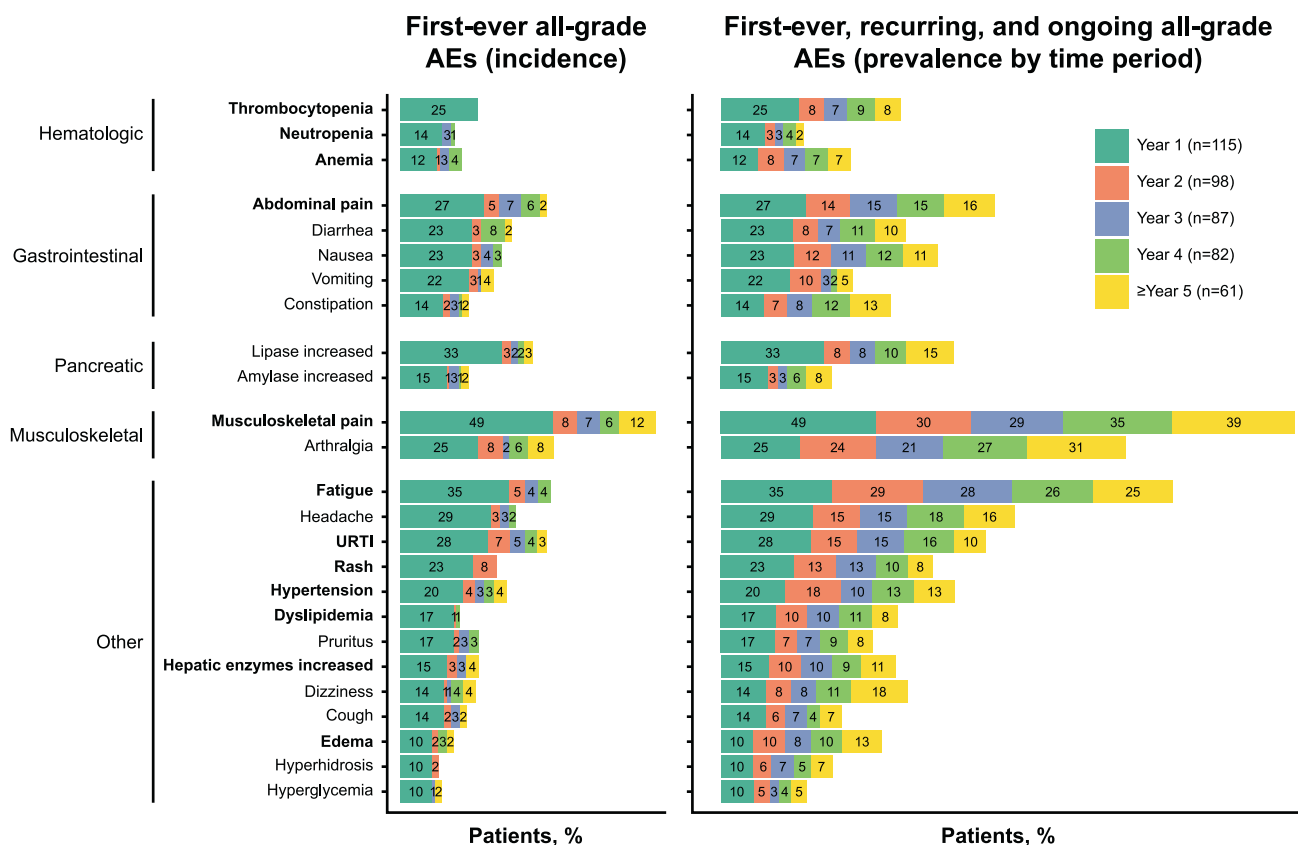 First-ever all-grade
AEs (incidence)
First-ever, recurring, and ongoing all-grade
AEs (prevalence by time period)
Hematologic
Thrombocytopenia 25 25 8 7 9 8
Neutropenia 14 3 1 14 3 3 4 2
Anemia 12 1 3 4 12 8 7 7 7
Gastrointestinal
Abdominal pain 27 5 7 6 2 27 14 15 15 16
Diarrhea 23 3 8 2 23 8 7 11 10
Nausea 23 3 4 3 23 12 11 12 11
Vomiting 22 3 1 4 22 10 3 2 5
Constipation 14 2 3 1 2 14 7 8 12 13
Pancreatic
Lipase increased 33 3 2 2 3 33 8 8 10 15
Amylase increased 15 1 3 1 2 15 3 3 6 8
Musculoskeletal
Musculoskeletal pain 49 8 7 6 12 49 30 29 35 39
Arthralgia 25 8 2 6 8 25 24 21 27 31
Other
Fatigue 35 5 4 4 35 29 28 26 25
Headache 29 3 3 2 29 15 15 18 16
URTI 28 7 5 4 3 28 15 15 16 10
Rash 23 8 23 13 13 10 8
Hypertension 20 4 3 3 4 20 18 10 13 13
Dyslipidemia 17 1 1 17 10 10 11 8
Pruritus 17 2 3 3 17 7 7 9 8
Hepatic enzymes increased 15 3 3 4 15 10 10 9 11
Dizziness 14 1 1 4 4 14 8 8 11 18
Cough 14 2 3 2 14 6 7 4 7
Edema 10 2 3 2 10 10 8 10 13
Hyperhidrosis 10 2 10 6 7 5 7
Hyperglycemia 10 1 2 10 5 3 4 5
Year 1 (n=115)
Year 2 (n=98)
Year 3 (n=87)
Year 4 (n=82)
≥Year 5 (n=61)
Patients, %
Patients, %